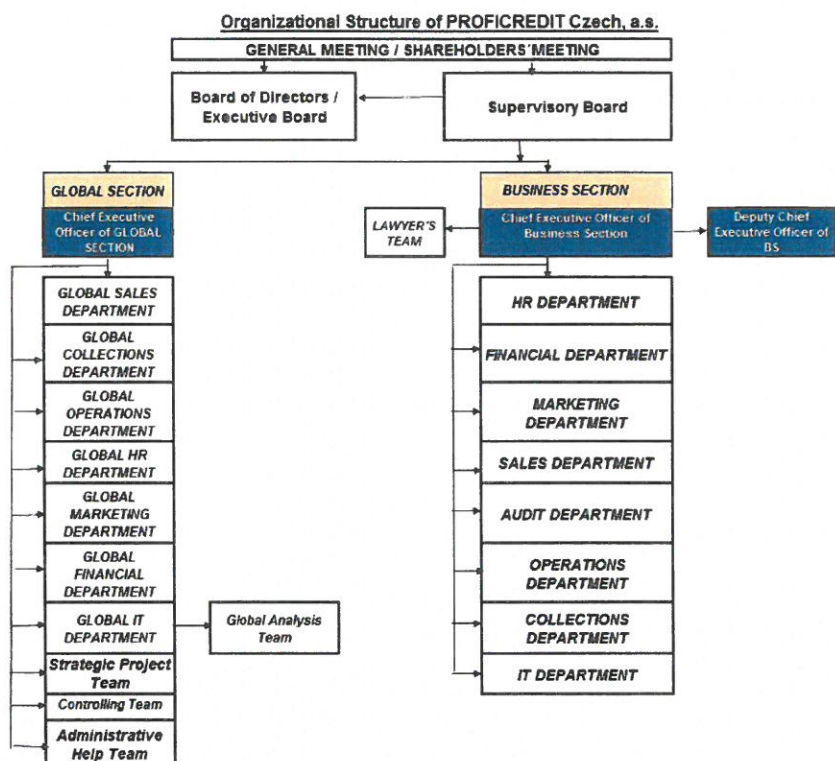 Organizational Structure of PROFICREDIT Czech, a.s.
GENERAL MEETING / SHAREHOLDERS´MEETING
Board of Directors /
Executive Board
Supervisory Board
GLOBAL SECTION
Chief Executive
Officer of GLOBAL
SECTION
BUSINESS SECTION
LAWYER'S
TEAM
Chief Executive Officer of
Business Section
Deputy Chief
Executive Officer of
BS
GLOBAL SALES
DEPARTMENT
GLOBAL
COLLECTIONS
DEPARTMENT
GLOBAL
OPERATIONS
DEPARTMENT
GLOBAL HR
DEPARTMENT
GLOBAL
MARKETING
DEPARTMENT
GLOBAL
FINANCIAL
DEPARTMENT
GLOBAL IT
DEPARTMENT
Global Analysis
Team
Strategic Project
Team
Controlling Team
Administrative
Help Team
HR DEPARTMENT
FINANCIAL DEPARTMENT
MARKETING
DEPARTMENT
SALES DEPARTMENT
AUDIT DEPARTMENT
OPERATIONS
DEPARTMENT
COLLECTIONS
DEPARTMENT
IT DEPARTMENT